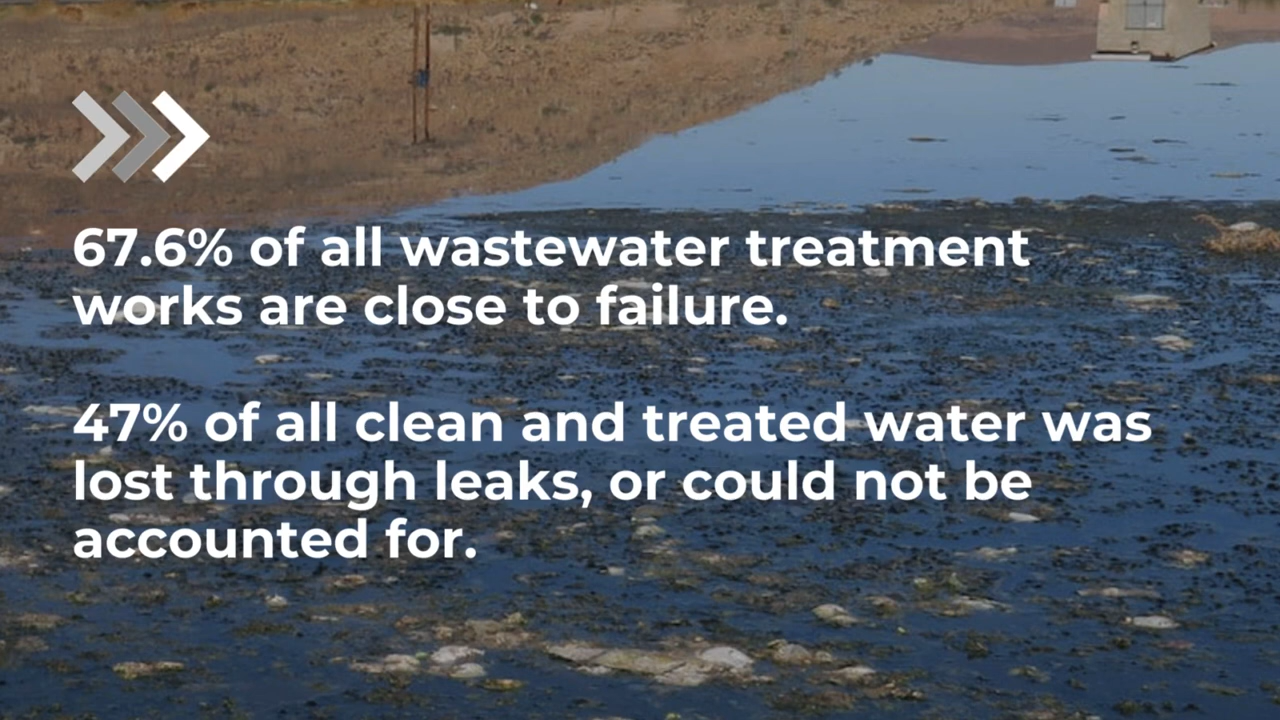 67.6% of all wastewater treatment
works are close to failure.
47% of all clean and treated water was
lost through leaks, or could not be
accounted for.